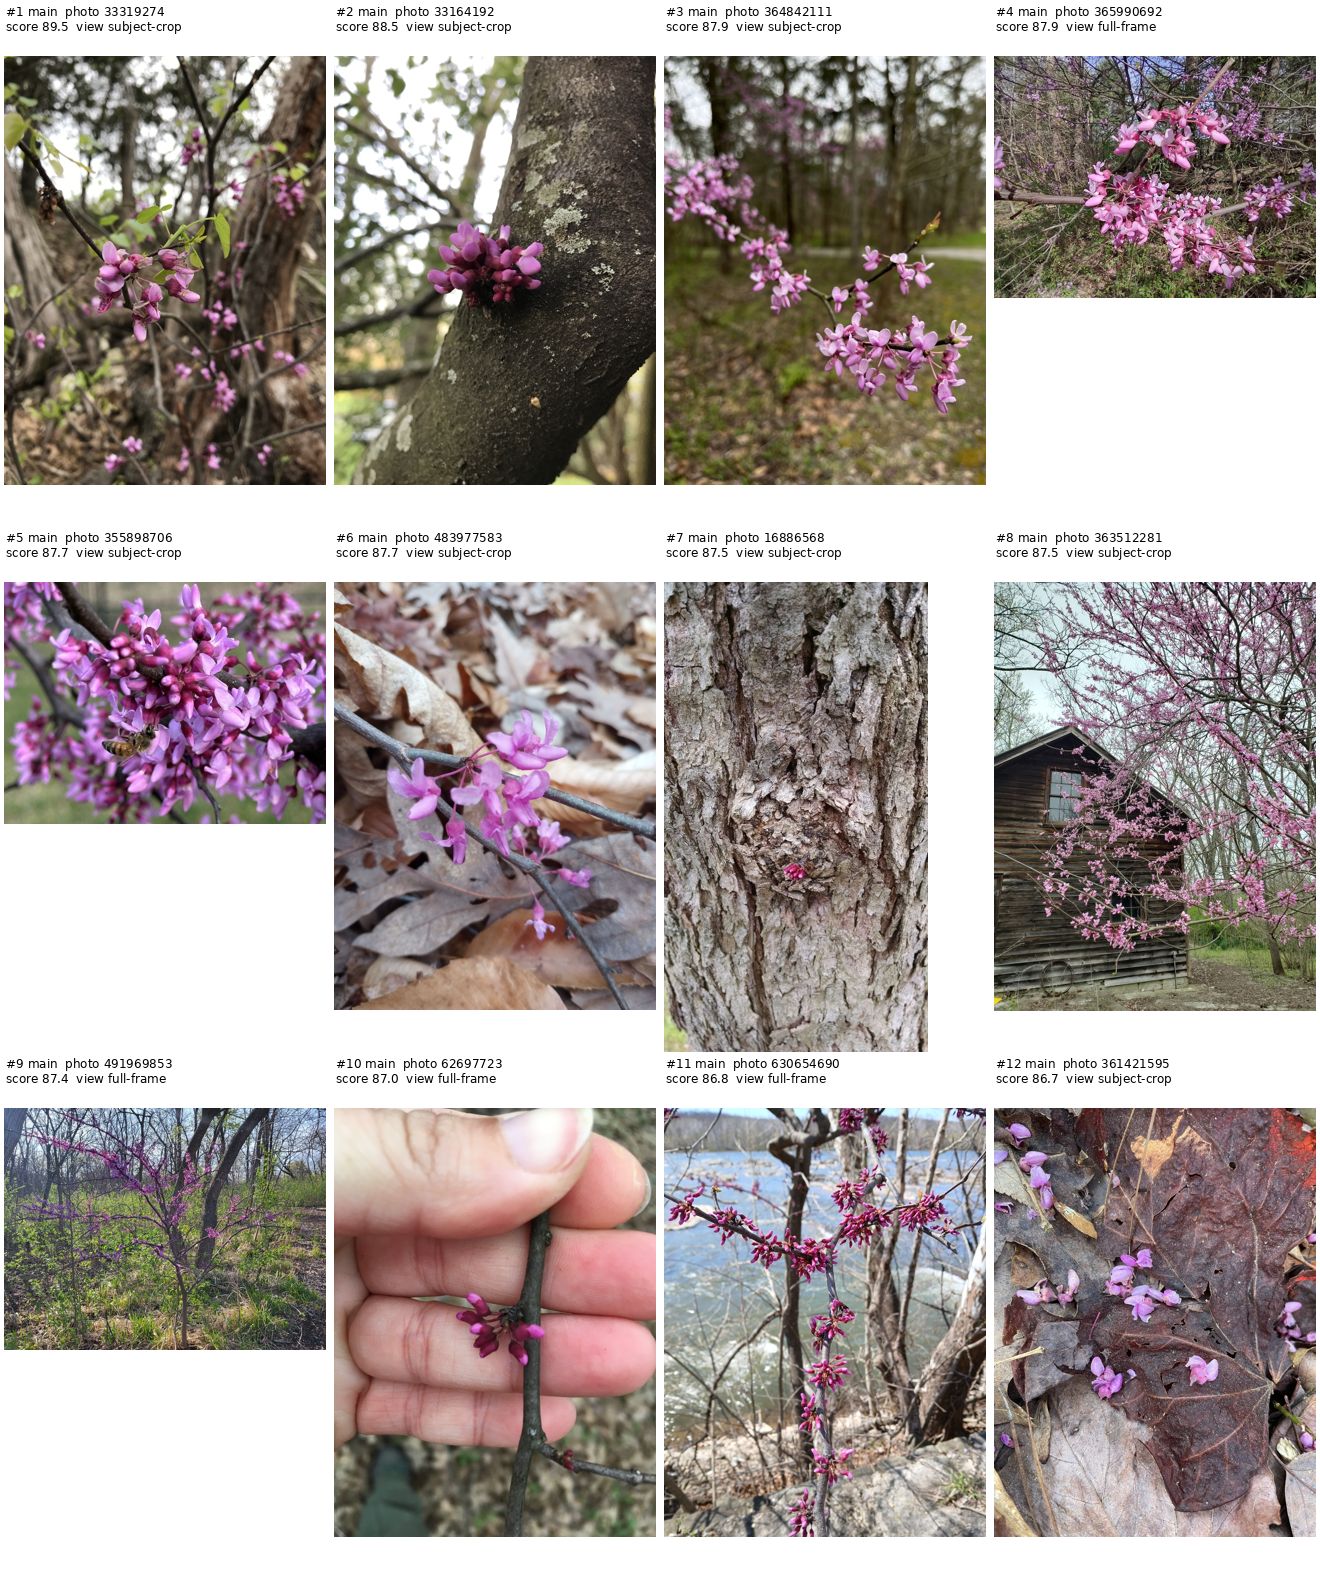 #1 main  photo 33319274
score 89.5  view subject-crop
#2 main  photo 33164192
score 88.5  view subject-crop
#3 main  photo 364842111
score 87.9  view subject-crop
#4 main  photo 365990692
score 87.9  view full-frame
#5 main  photo 355898706
score 87.7  view subject-crop
#6 main  photo 483977583
score 87.7  view subject-crop
#7 main  photo 16886568
score 87.5  view subject-crop
#8 main  photo 363512281
score 87.5  view subject-crop
#9 main  photo 491969853
score 87.4  view full-frame
#10 main  photo 62697723
score 87.0  view full-frame
#11 main  photo 630654690
score 86.8  view full-frame
#12 main  photo 361421595
score 86.7  view subject-crop